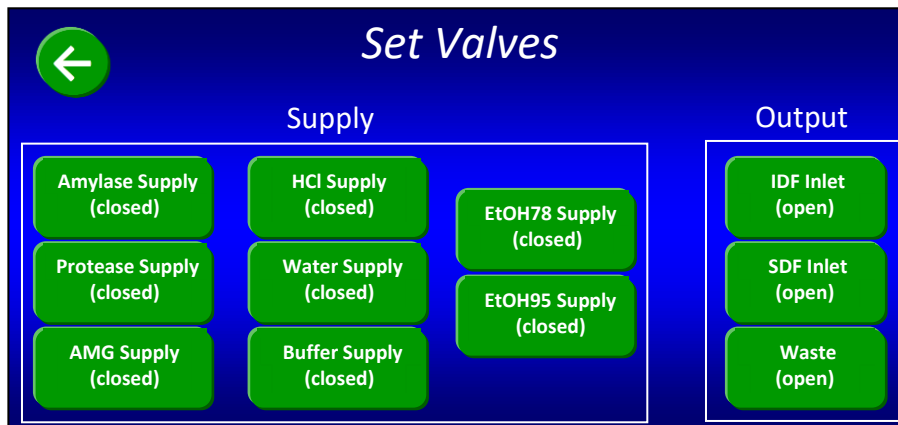 Set Valves
Supply
Output
Amylase Supply
(closed)
HCl Supply
(closed)
EtOH78 Supply
(closed)
IDF Inlet
(open)
Protease Supply
(closed)
Water Supply
(closed)
EtOH95 Supply
(closed)
SDF Inlet
(open)
AMG Supply
(closed)
Buffer Supply
(closed)
Waste
(open)